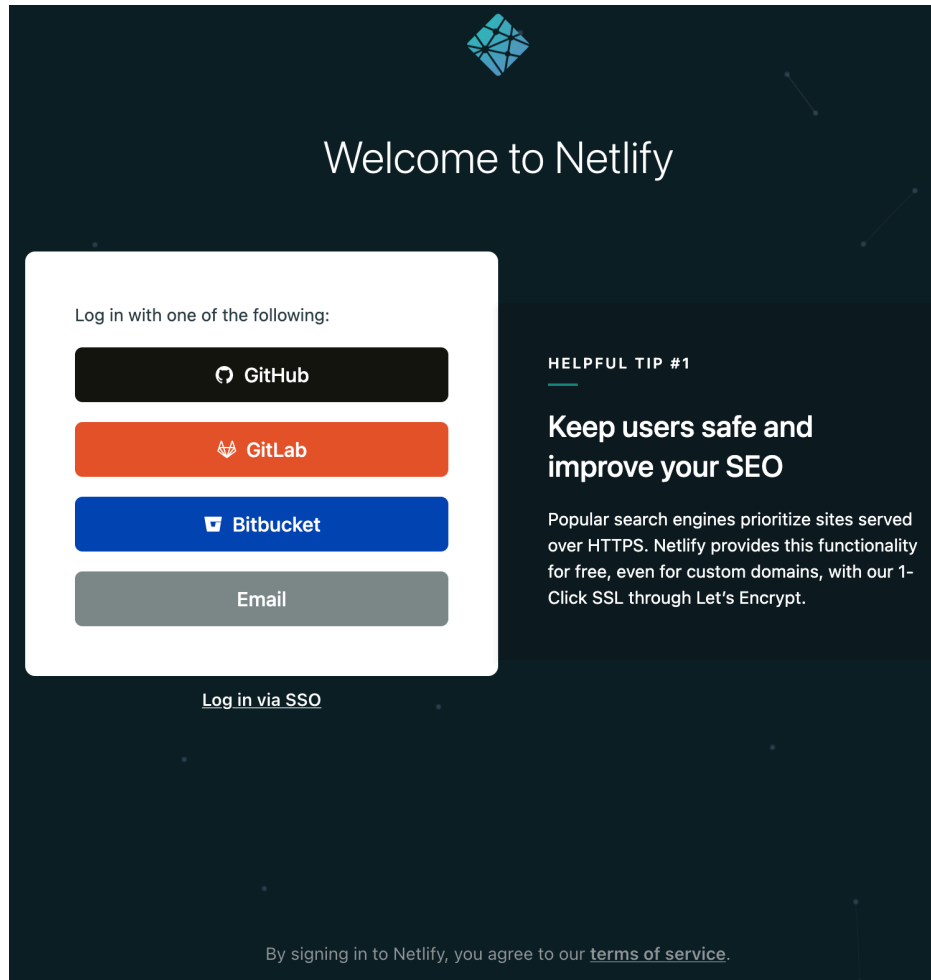 Welcome to Netlify
Log in with one of the following:
GitHub
GitLab
Bitbucket
Email
Log in via SSO
HELPFUL TIP #1
Keep users safe and
improve your SEO
Popular search engines prioritize sites served
over HTTPS. Netlify provides this functionality
for free, even for custom domains, with our 1-
Click SSL through Let’s Encrypt.
By signing in to Netlify, you agree to our terms of service.